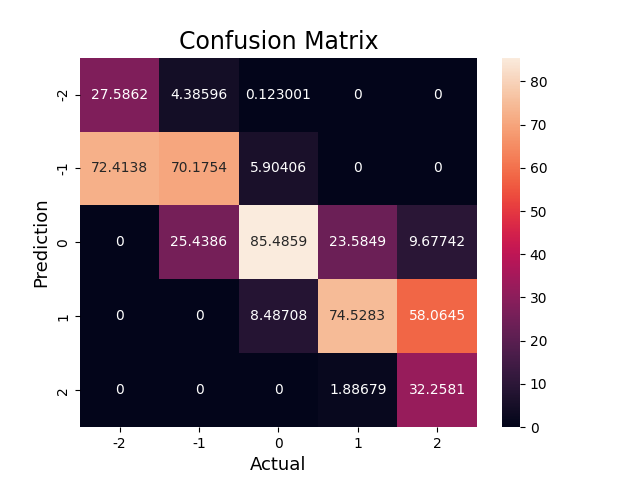 Confusion Matrix
Prediction
-2 27.5862 4.38596 0.123001 0 0
-1 72.4138 70.1754 5.90406 0 0
0 0 25.4386 85.4859 23.5849 9.67742
1 0 0 8.48708 74.5283 58.0645
2 0 0 0 1.88679 32.2581
-2 -1 0 1 2
Actual
80
70
60
50
40
30
20
10
0